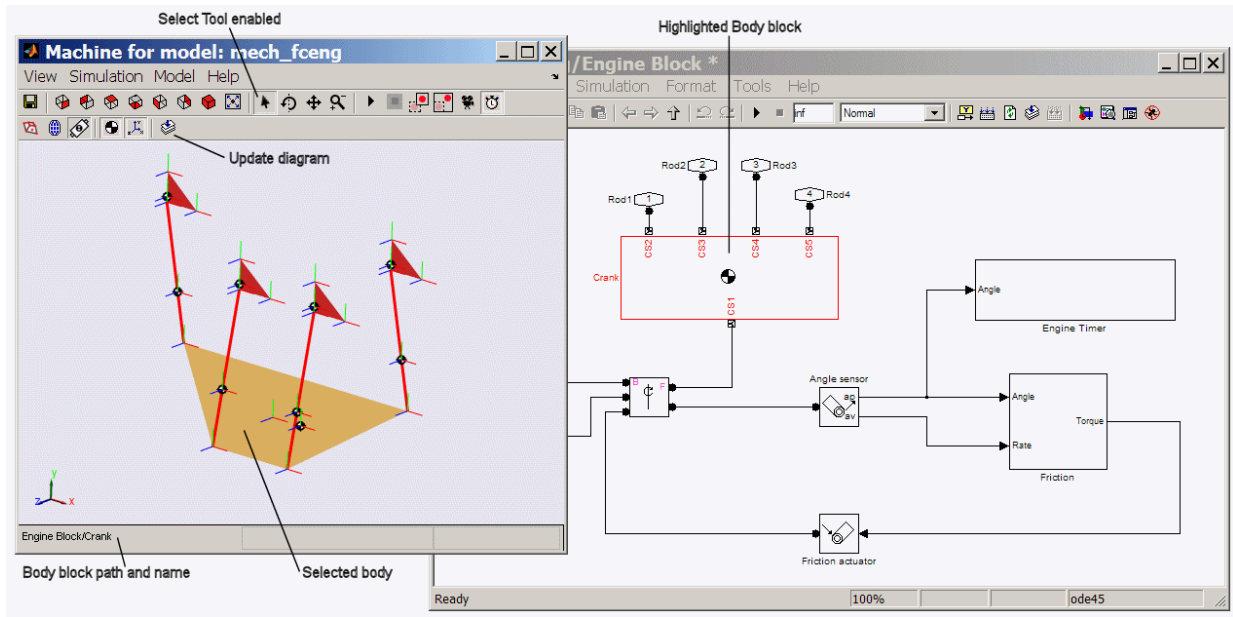 Select Tool enabled
Highlighted Body block
Machine for model: mech_fceng
View Simulation Model Help
Update diagram
Engine Block/Crank
Body block path and name
Selected body
y
z
x
/Engine Block *
Simulation Format Tools Help
inf
Normal
Rod2
2
3
Rod3
Rod1
1
4
Rod4
CS2
CS3
CS4
CS5
Crank
CS1
B
F
Angle
Engine Timer
Angle sensor
ap
av
Angle
Torque
Rate
Friction
Friction actuator
Ready
100%
ode45